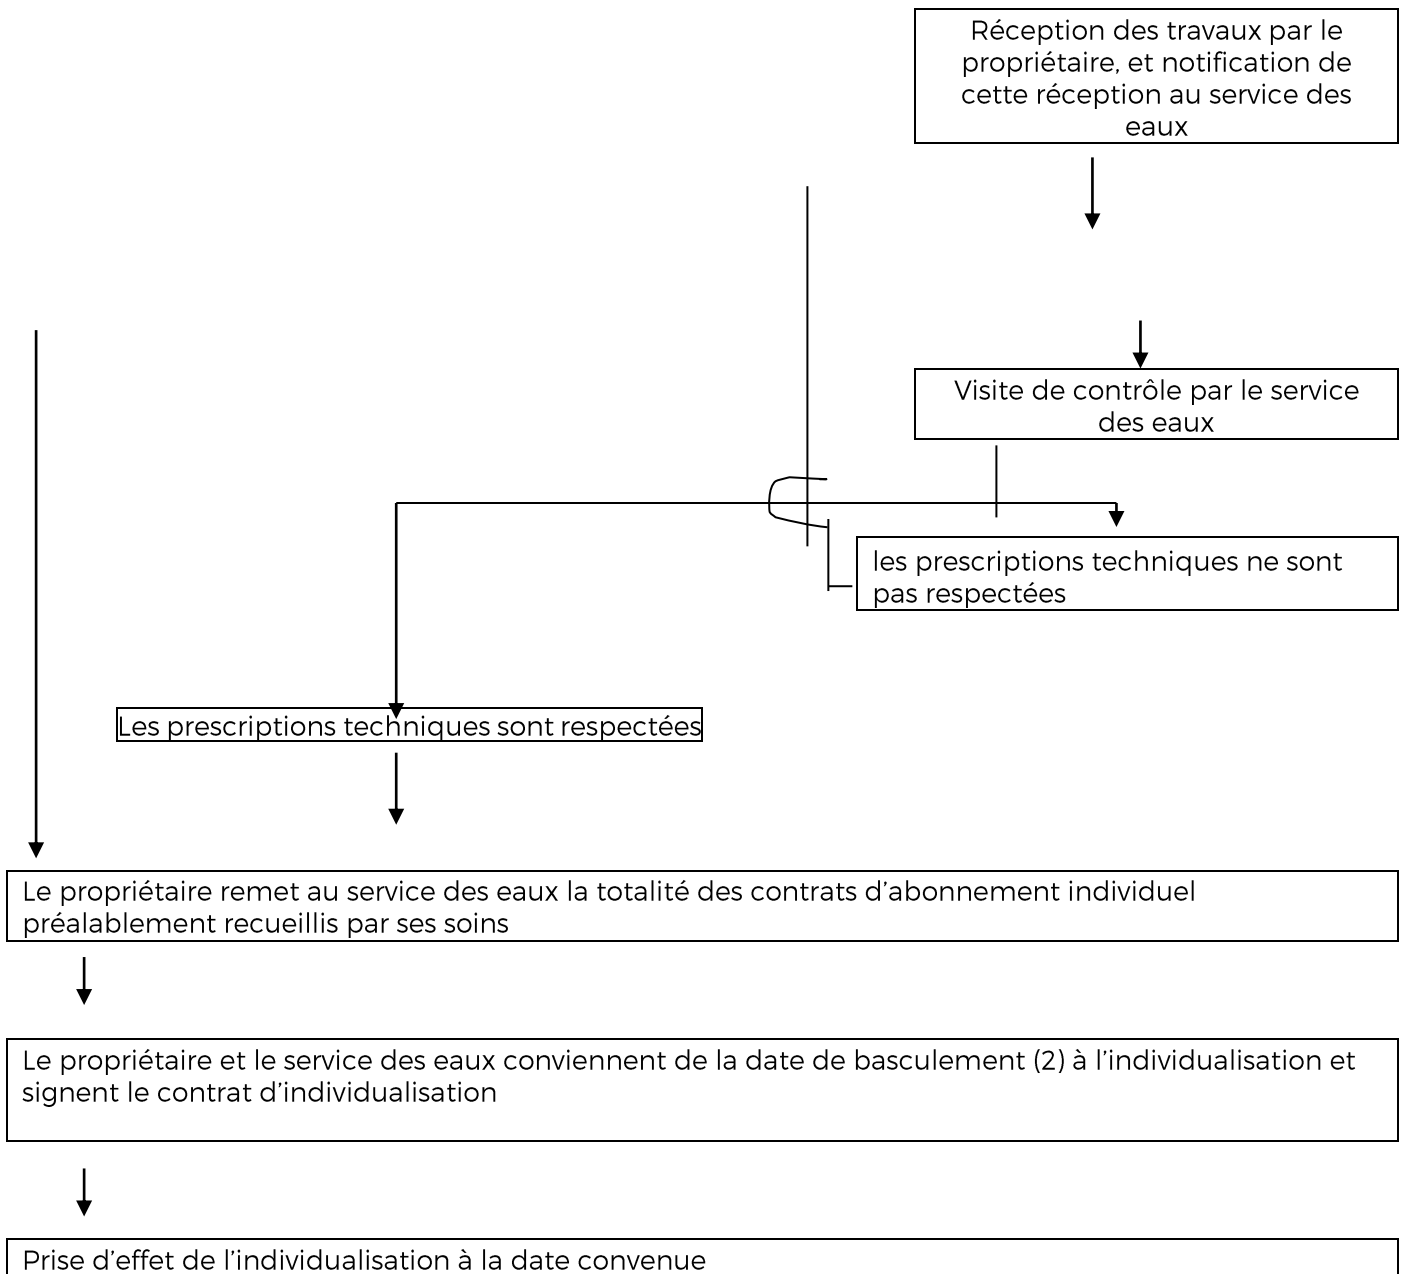 Réception des travaux par le
propriétaire, et notification de
cette réception au service des
eaux
Visite de contrôle par le service
des eaux
les prescriptions techniques ne sont
pas respectées
Les prescriptions techniques sont respectées
Le propriétaire remet au service des eaux la totalité des contrats d’abonnement individuel
préalablement recueillis par ses soins
Le propriétaire et le service des eaux conviennent de la date de basculement (2) à l’individualisation et
signent le contrat d’individualisation
Prise d’effet de l’individualisation à la date convenue